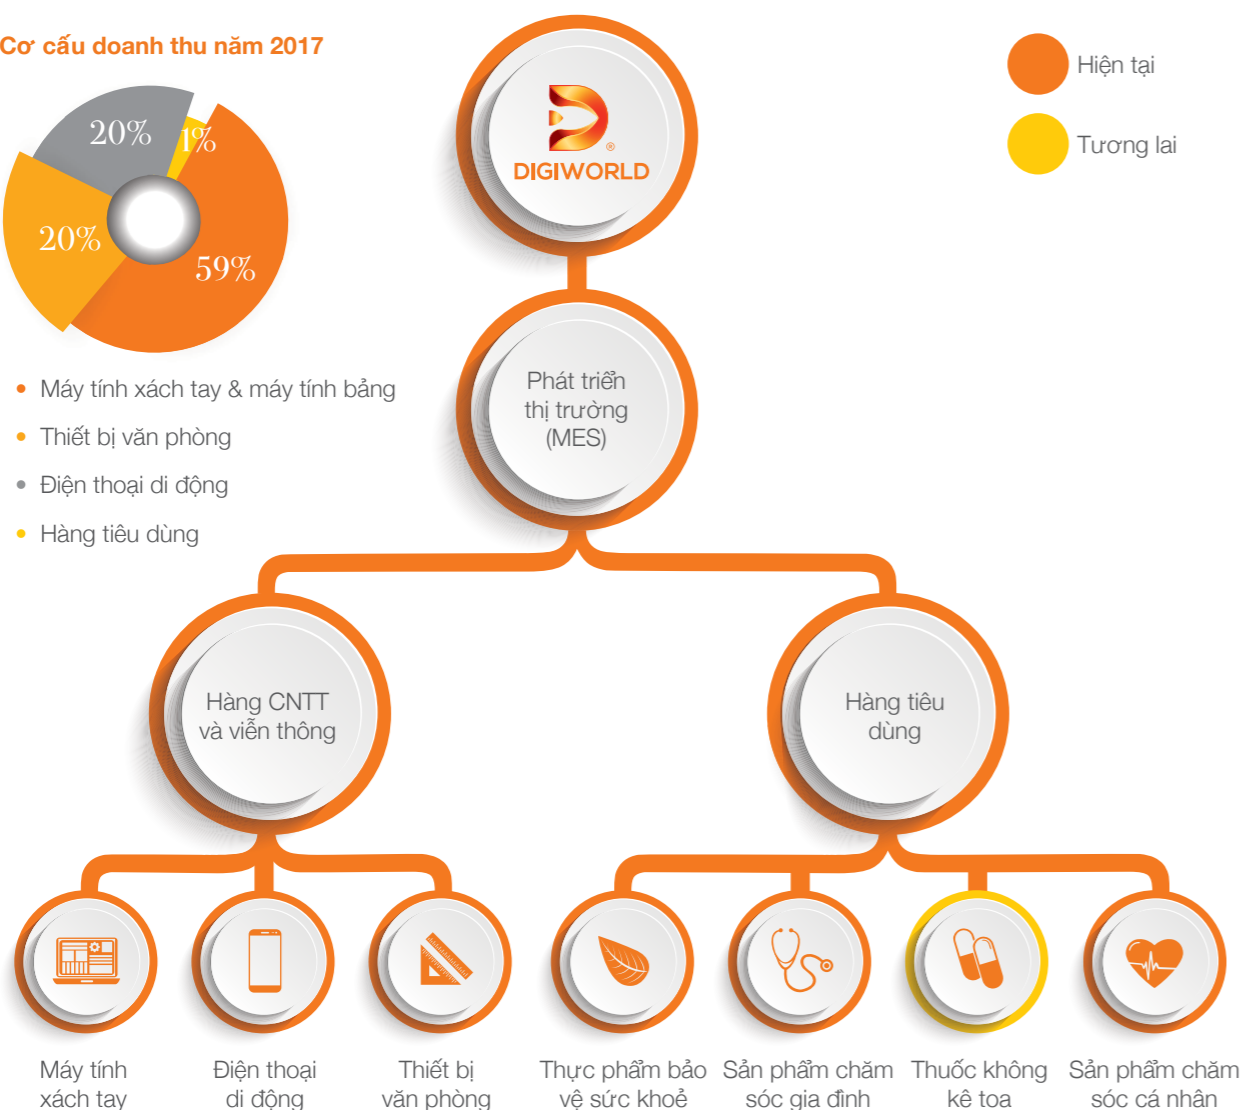 Cơ cấu doanh thu năm 2017
20%
1%
20%
59%
• Máy tính xách tay & máy tính bảng
• Thiết bị văn phòng
• Điện thoại di động
• Hàng tiêu dùng
DIGIWORLD
®
Hiện tại
Tương lai
Phát triển
thị trường
(MES)
Hàng CNTT
và viễn thông
Hàng tiêu
dùng
Máy tính
xách tay
Điện thoại
di động
Thiết bị
văn phòng
Thực phẩm bảo
vệ sức khoẻ
Sản phẩm chăm
sóc gia đình
Thuốc không
kê toa
Sản phẩm chăm
sóc cá nhân